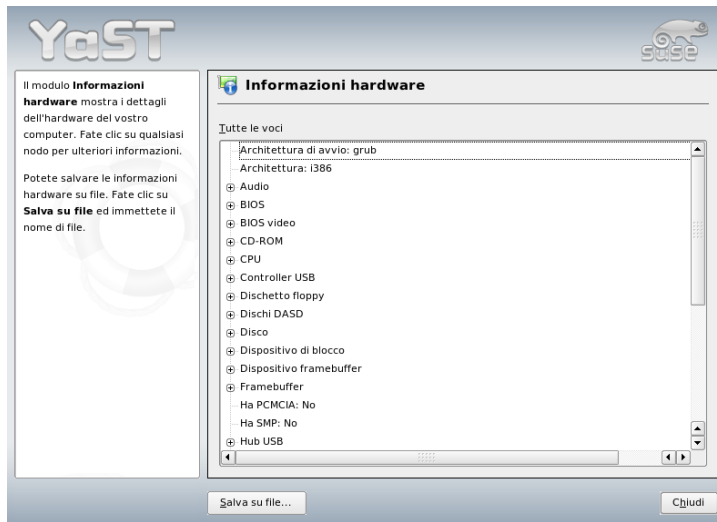 YaST
SUSE
Il modulo Informazioni
hardware mostra i dettagli
dell'hardware del vostro
computer. Fate clic su qualsiasi
nodo per ulteriori informazioni.
Potete salvare le informazioni
hardware su file. Fate clic su
Salva su file ed immettete il
nome di file.
Informazioni hardware
Tutte le voci
Architettura di avvio: grub
Architettura: i386
Audio
BIOS
BIOS video
CD-ROM
CPU
Controller USB
Dischetto floppy
Dischi DASD
Disco
Dispositivo di blocco
Dispositivo framebuffer
Framebuffer
Ha PCMCIA: No
Ha SMP: No
Hub USB
Salva su file...
Chiudi